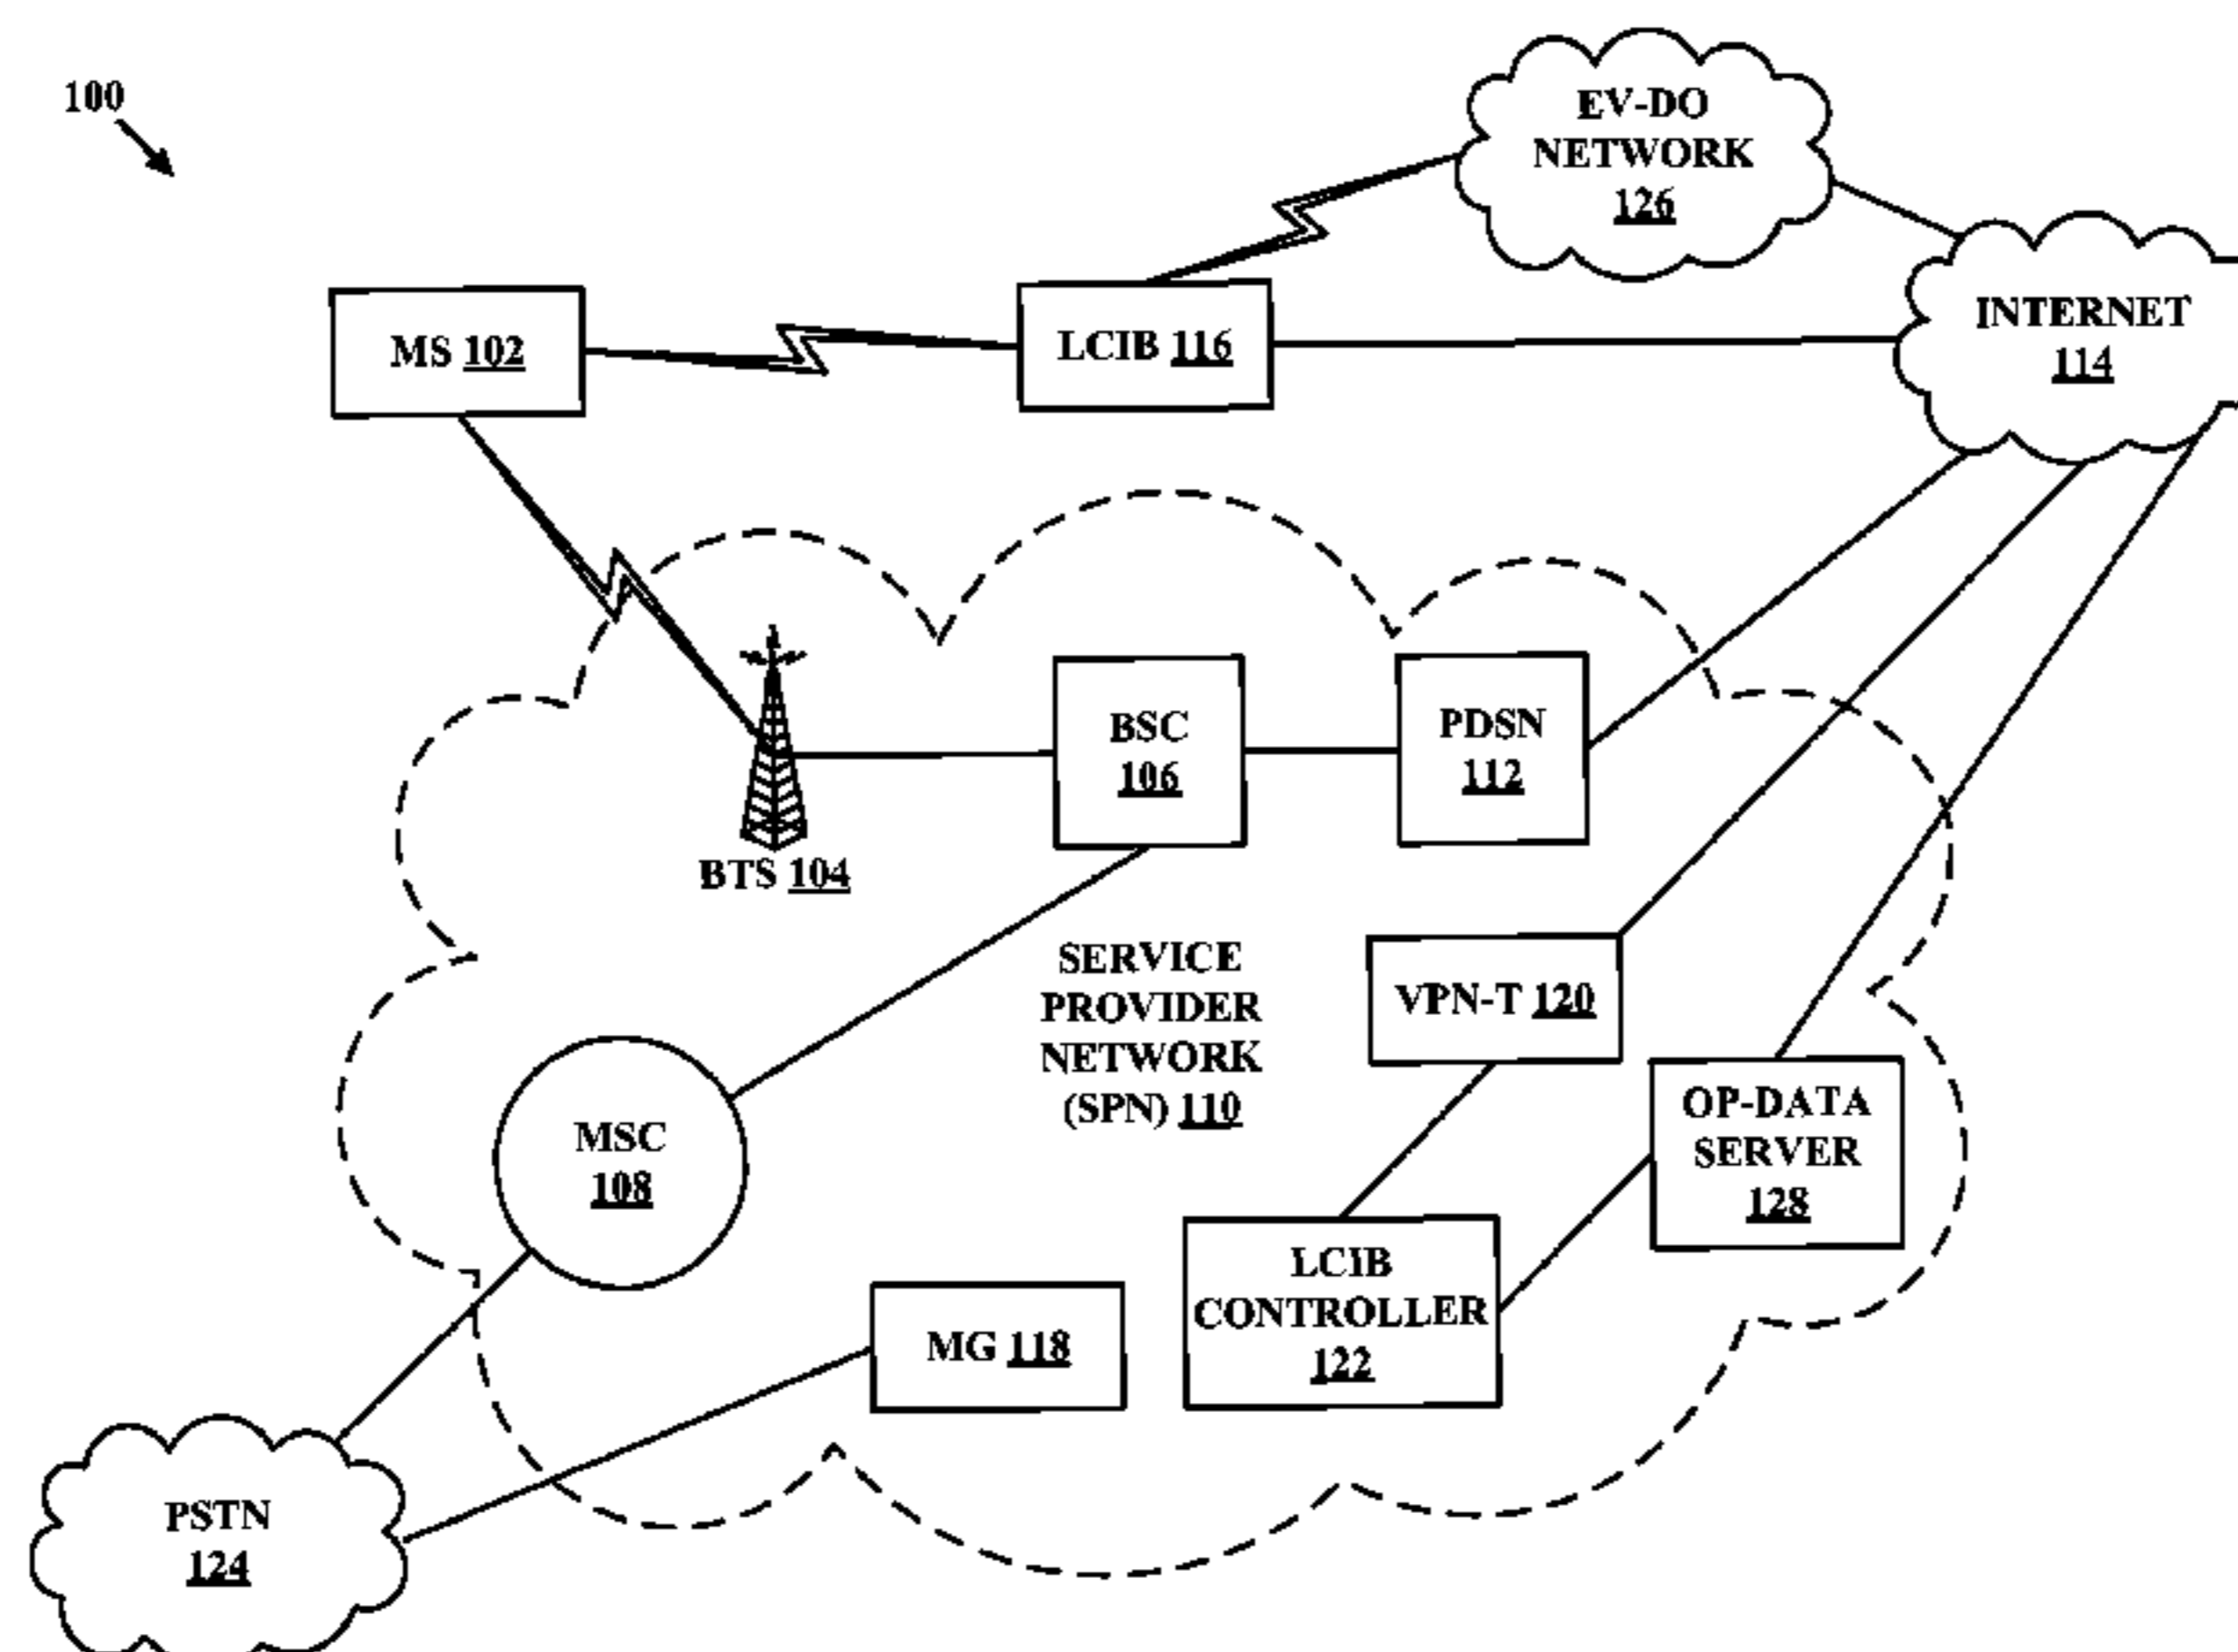 100
EV-DO
NETWORK
126
INTERNET
114
MS 102
LCIB 116
BSC
106
PDSN
112
BTS 104
SERVICE
PROVIDER
NETWORK
(SPN) 110
VPN-T 120
OP-DATA
SERVER
128
MSC
108
LCIB
CONTROLLER
122
MG 118
PSTN
124